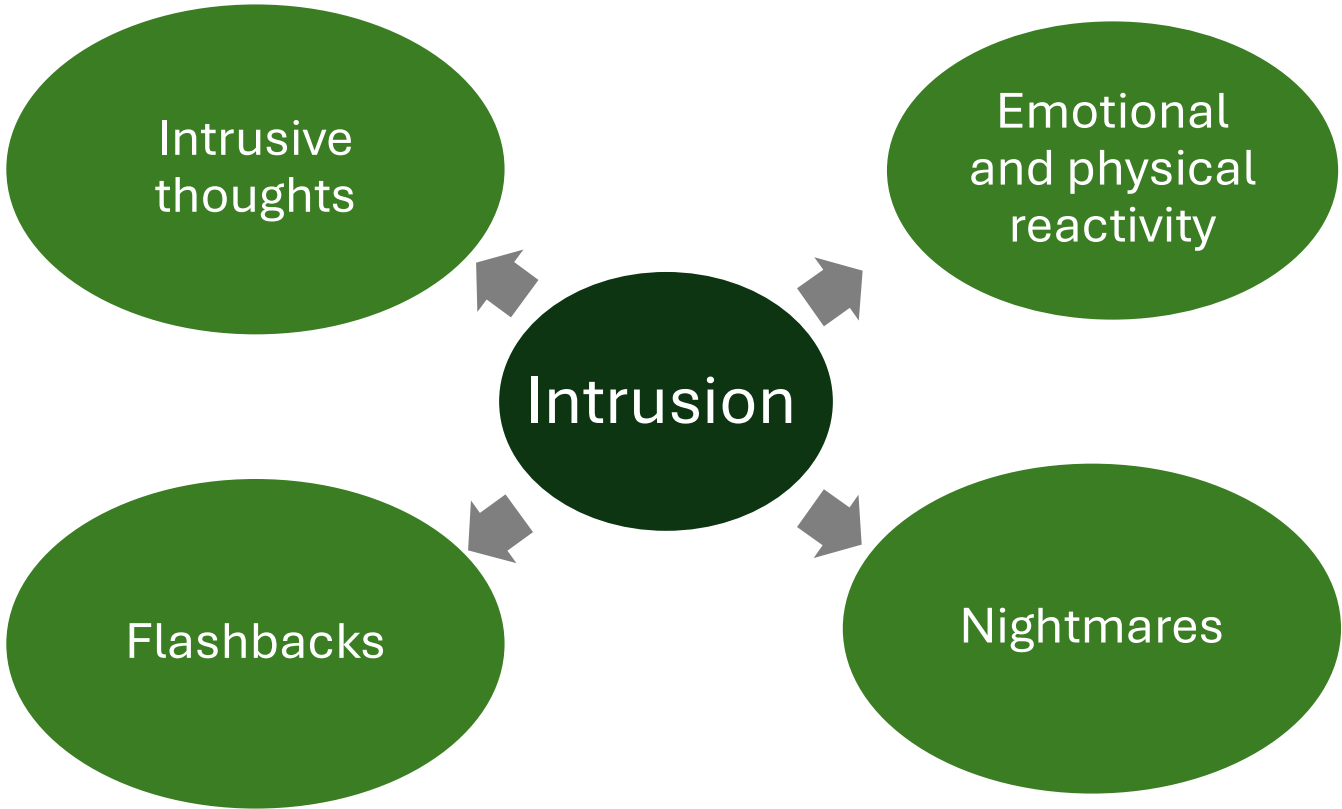 Intrusive
thoughts
Emotional
and physical
reactivity
Intrusion
Flashbacks
Nightmares